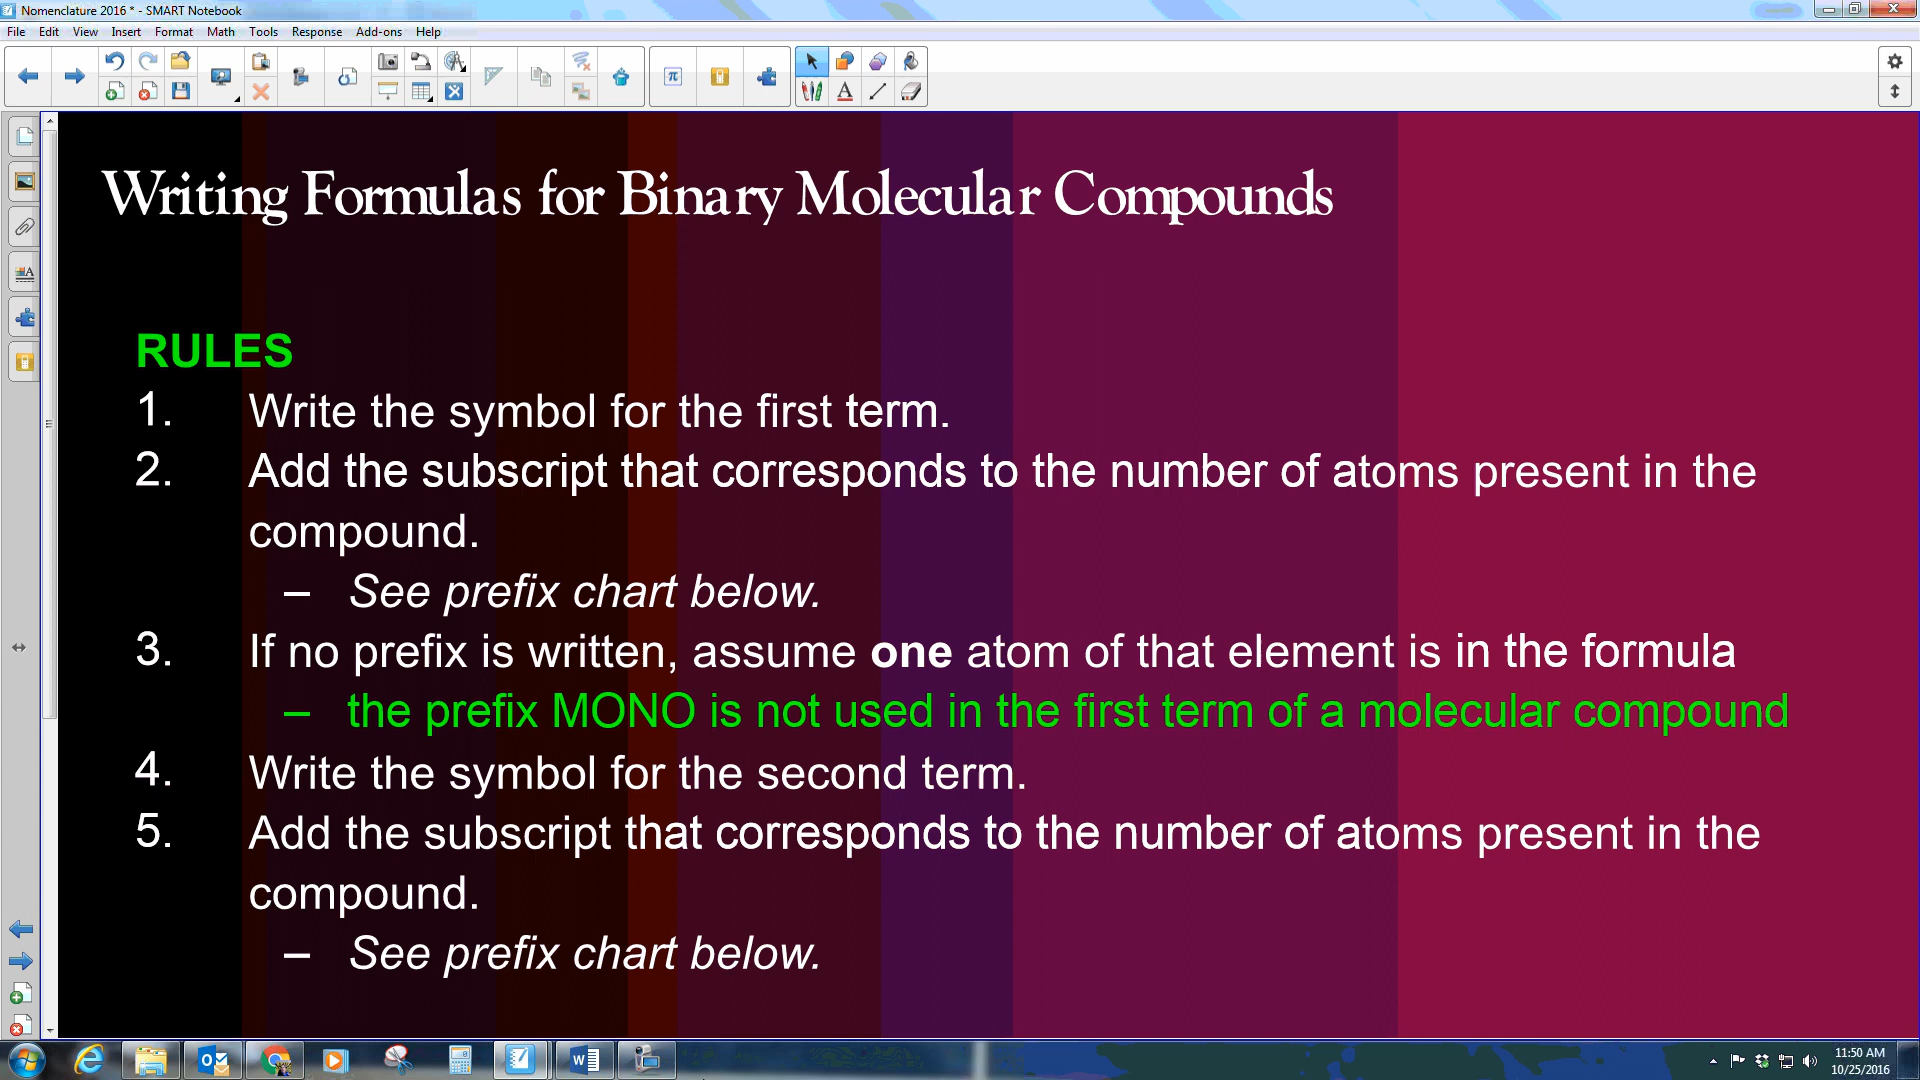 Nomenclature 2016 * - SMART Notebook
File Edit View Insert Format Math Tools Response Add-ons Help
Writing Formulas for Binary Molecular Compounds
RULES
1. Write the symbol for the first term.
2. Add the subscript that corresponds to the number of atoms present in the
compound.
– See prefix chart below.
3. If no prefix is written, assume one atom of that element is in the formula
– the prefix MONO is not used in the first term of a molecular compound
4. Write the symbol for the second term.
5. Add the subscript that corresponds to the number of atoms present in the
compound.
– See prefix chart below.
11:50 AM
10/25/2016